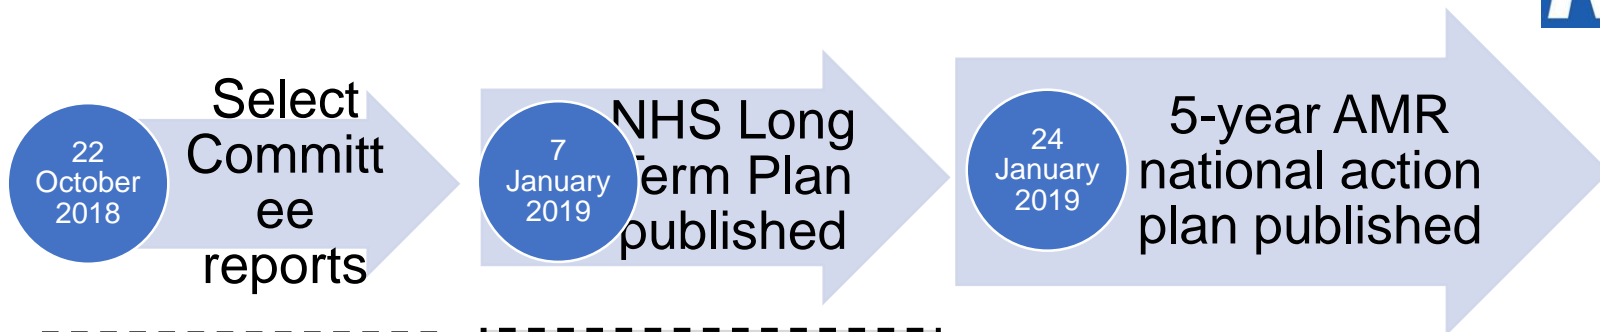 22
October
2018
Select
Committ
ee
reports
7
January
2019
NHS Long
Term Plan
published
24
January
2019
5-year AMR
national action
plan published